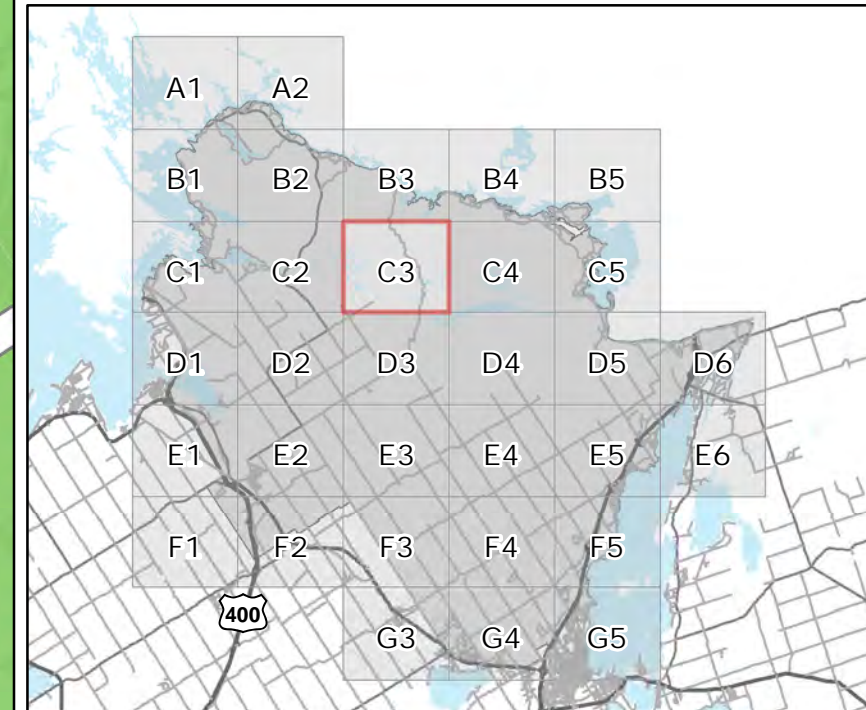 A1 A2
B1 B2 B3 B4 B5
C1 C2 C3 C4 C5
D1 D2 D3 D4 D5 D6
E1 E2 E3 E4 E5 E6
F1 F2 F3 F4 F5
400
G3 G4 G5